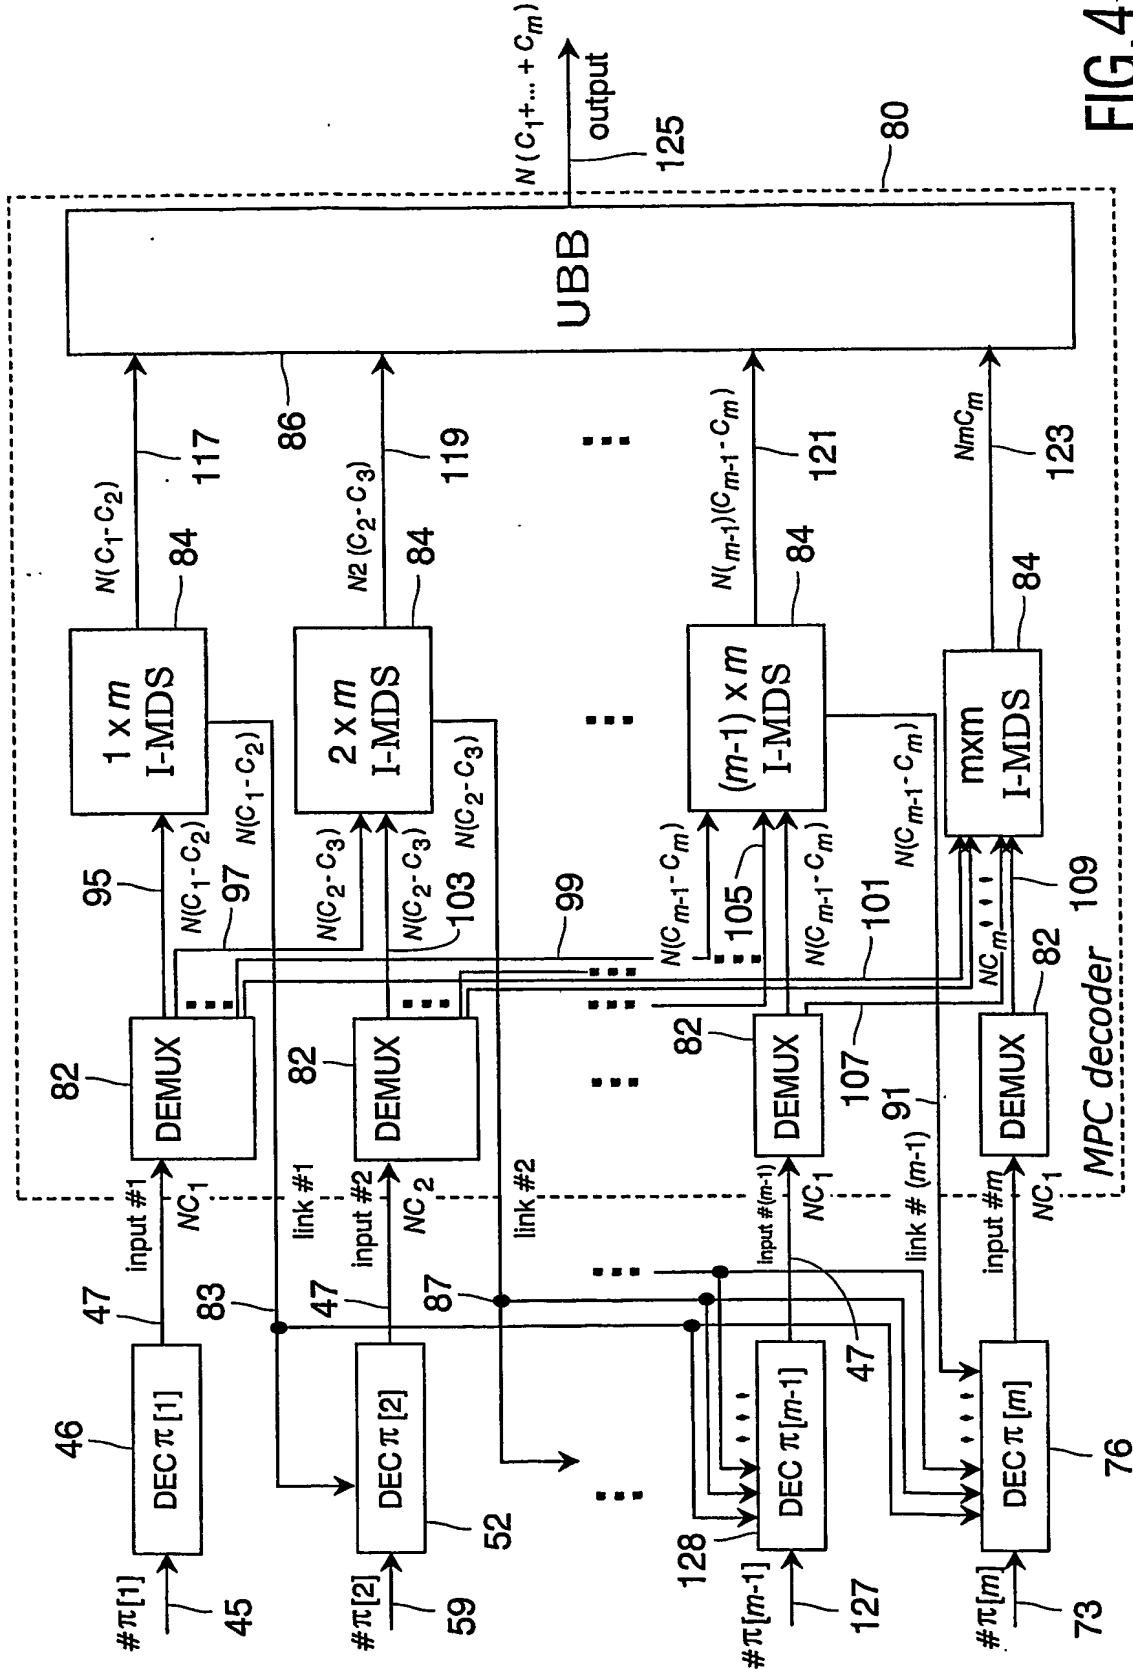 FIG. 4
MPC decoder
80
#π[1]
45
46
DEC π [1]
47
input #1
NC1
82
DEMUX
95
N(C1-C2)
97
1 x m
I-MDS
84
N(C1-C2)
N(C1-C2)
117
86
UBB
N(C1+... + Cm)
output
125
83
link #1
#π[2]
59
52
DEC π [2]
47
input #2
NC2
82
DEMUX
N(C2-C3)
N(C2-C3)
103
2 x m
I-MDS
84
N(C2-C3)
N2(C2-C3)
119
87
link #2
99
#π[m-1]
127
128
DEC π[m-1]
47
input #(m-1)
NC1
82
DEMUX
N(Cm-1-Cm)
105
N(Cm-1-Cm)
(m-1) x m
I-MDS
84
N(Cm-1-Cm)
N(m-1)(Cm-1-Cm)
121
107
101
91
link # (m-1)
#π[m]
73
76
DEC π [m]
input #m
NC1
82
DEMUX
NCm
109
mxm
I-MDS
84
NmCm
123